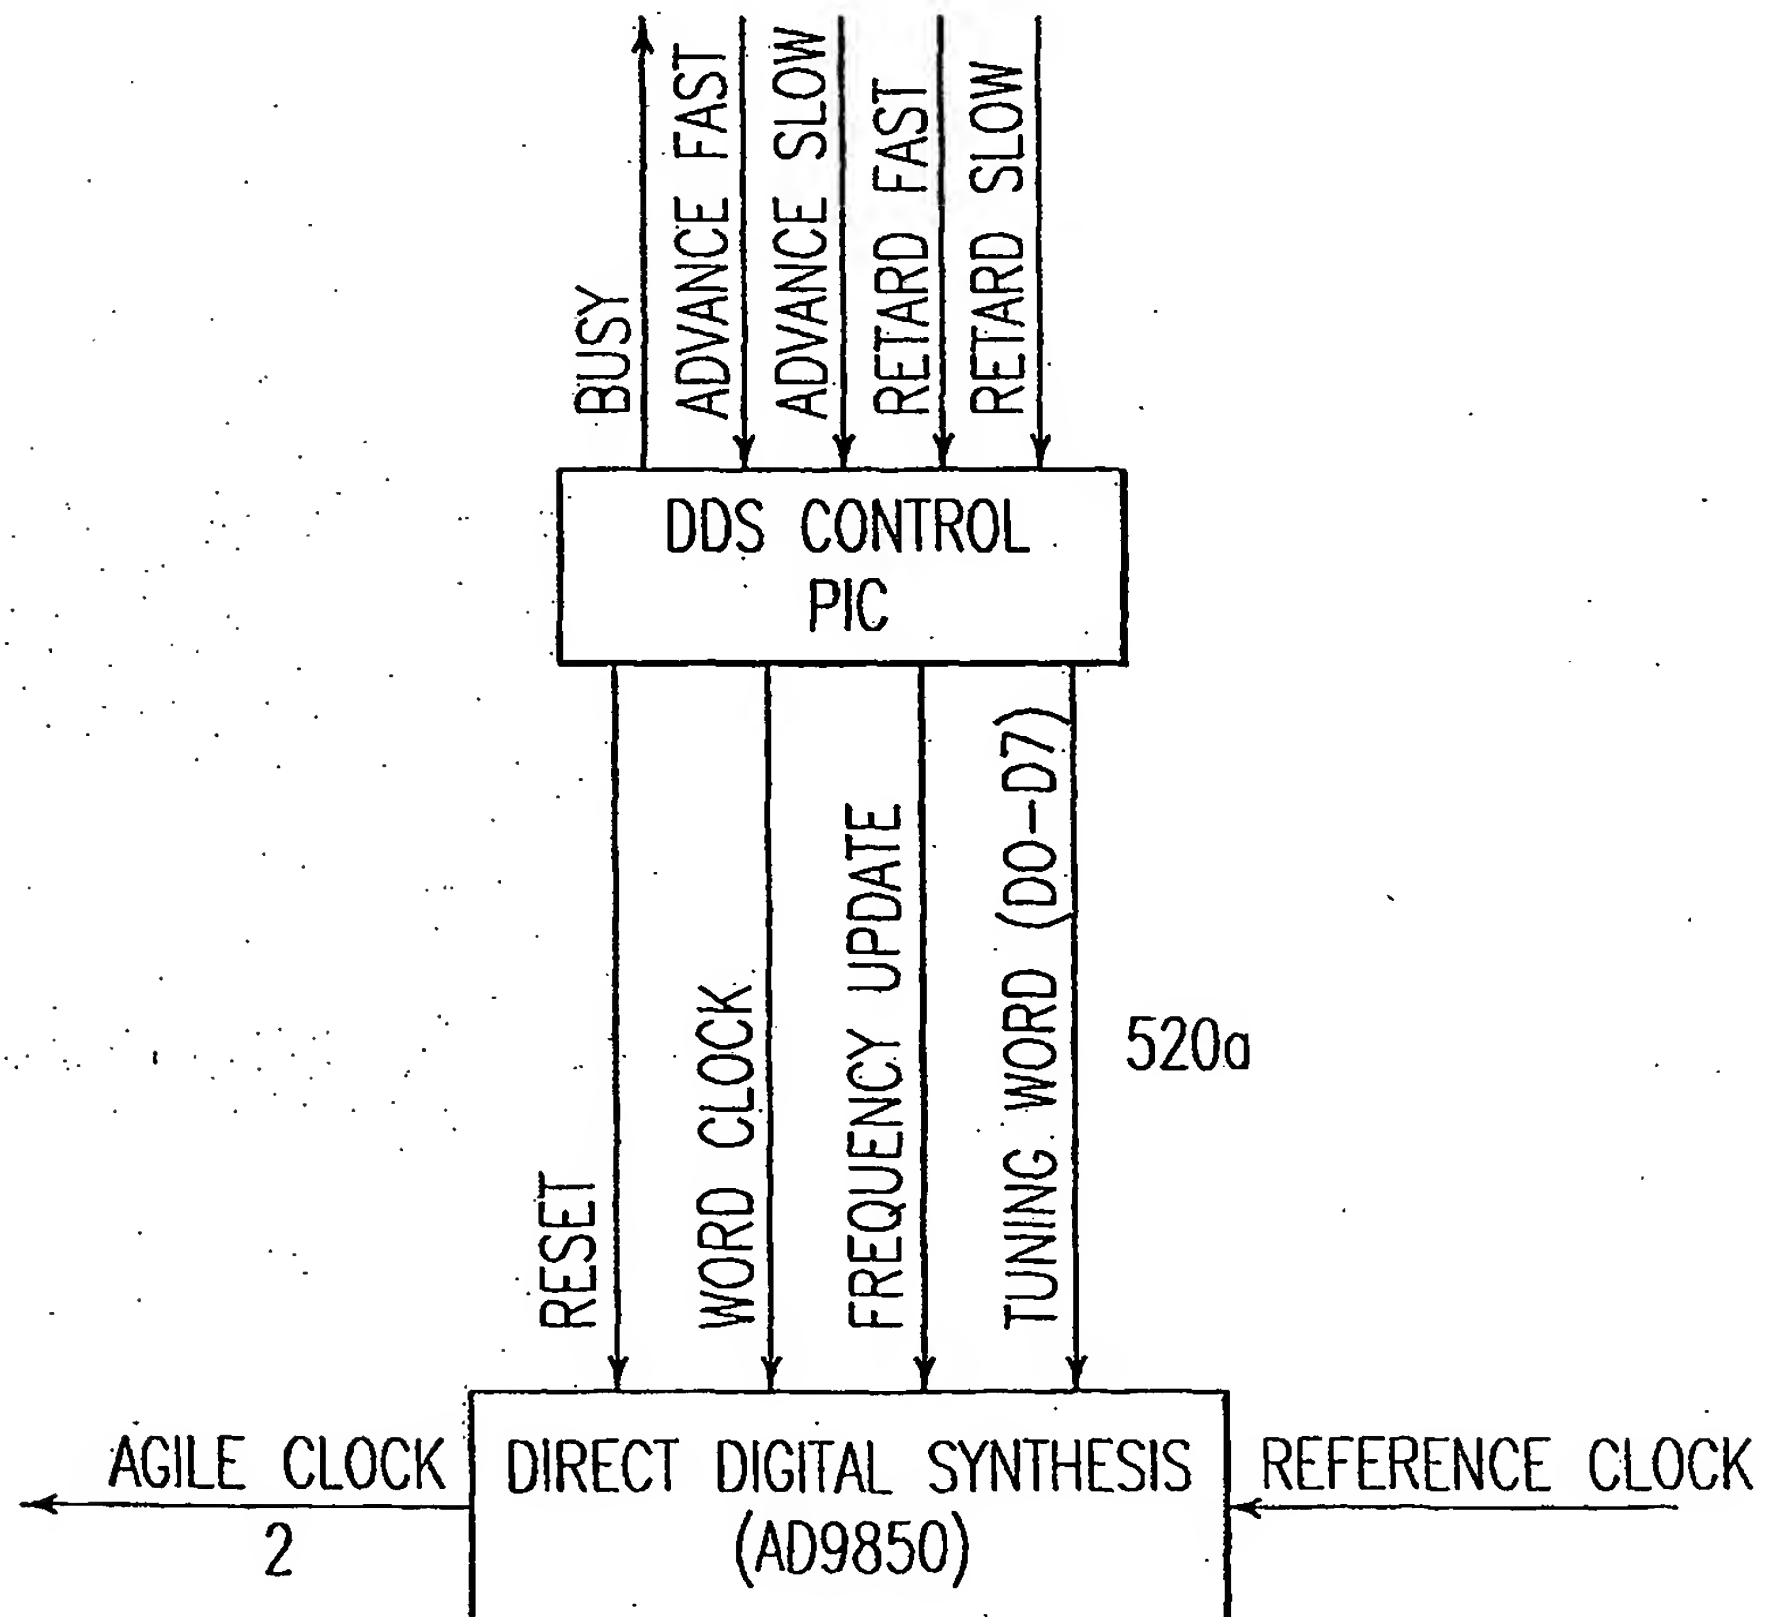 BUSY
ADVANCE FAST
ADVANCE SLOW
RETARD FAST
RETARD SLOW
DDS CONTROL
PIC
RESET
WORD CLOCK
FREQUENCY UPDATE
TUNING WORD (D0-D7)
520a
AGILE CLOCK
2
DIRECT DIGITAL SYNTHESIS
(AD9850)
REFERENCE CLOCK